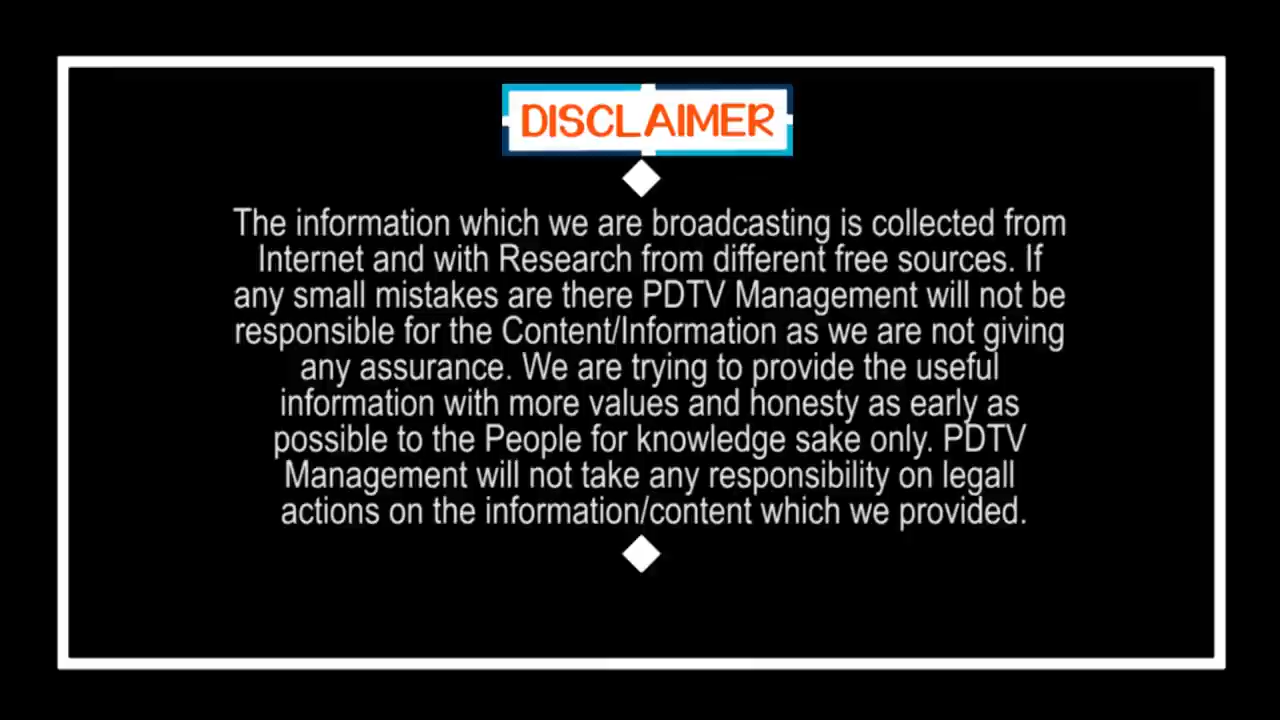 DISCLAIMER
The information which we are broadcasting is collected from
Internet and with Research from different free sources. If
any small mistakes are there PDTV Management will not be
responsible for the Content/Information as we are not giving
any assurance. We are trying to provide the useful
information with more values and honesty as early as
possible to the People for knowledge sake only. PDTV
Management will not take any responsibility on legall
actions on the information/content which we provided.